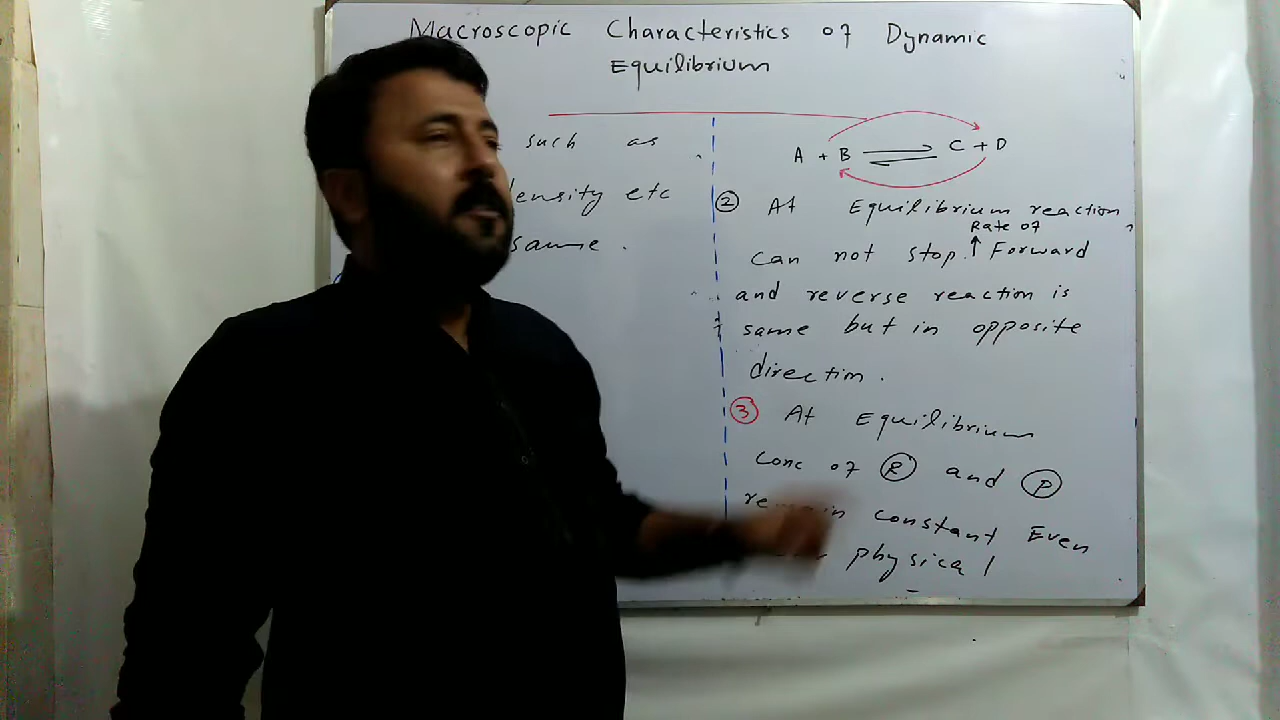 Macroscopic Characteristics of Dynamic
Equilibrium
such as
density etc
same .
A + B ⇌ C + D
② At Equilibrium reaction
Rate of
can not stop. ↑ Forward
and reverse reaction is
same but in opposite
direction .
③ At Equilibrium
conc of Ⓡ and Ⓟ
remain constant Even
physical